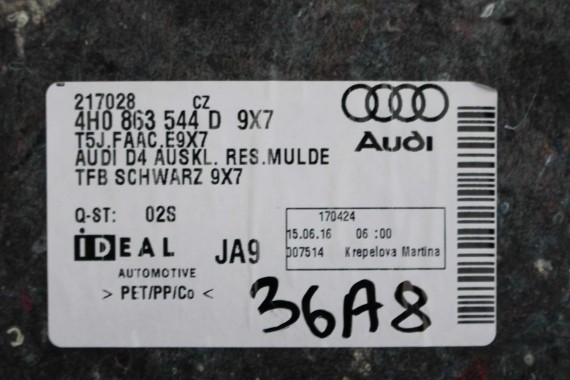 217028 CZ
4H0 863 544 D 9X7
T5J.FAAC.E9X7
AUDI D4 AUSKL. RES.MULDE
TFB SCHWARZ 9X7
Audi
Q-ST: 02S
iDEAL
AUTOMOTIVE
> PET/PP/Co <
JA9
170424
15.06.16 06 :00
007514 Krepelova Martina
36A8